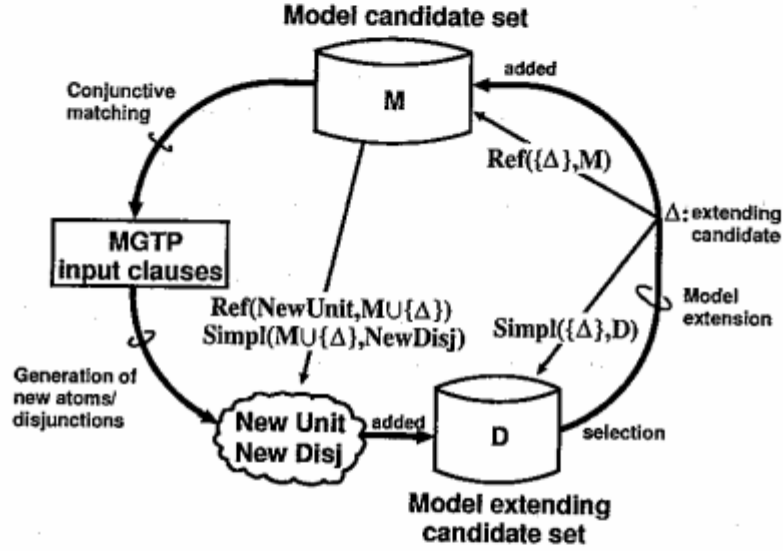 Model candidate set
added
M
Conjunctive
matching
Ref({Δ},M)
Δ: extending
candidate
MGTP
input clauses
Ref(NewUnit,M∪{Δ})
Simpl(M∪{Δ},NewDisj)
Simpl({Δ},D)
Model
extension
Generation of
new atoms/
disjunctions
New Unit
New Disj
added
D
selection
Model extending
candidate set